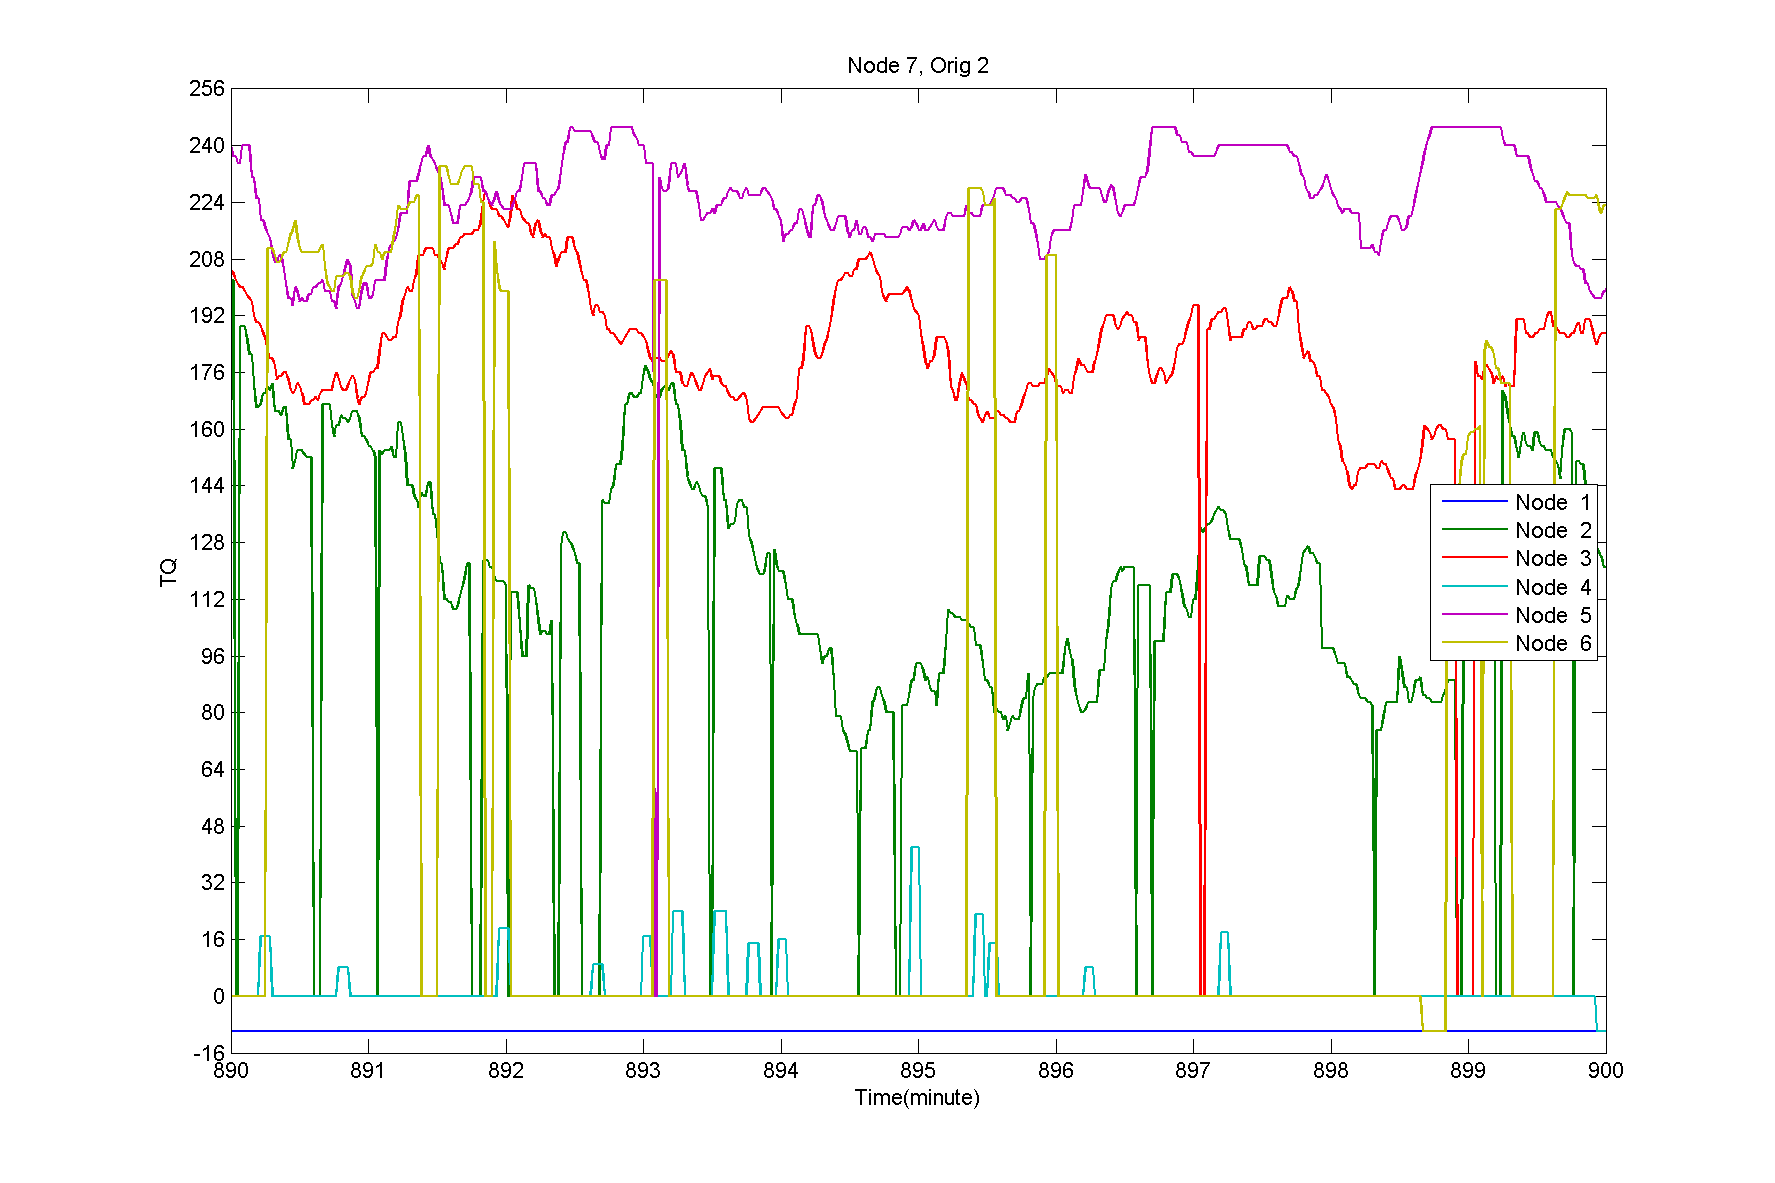 Node 7, Orig 2
256
240
224
208
192
176
160
144
128
112
96
80
64
48
32
16
0
-16
TQ
Node 1
Node 2
Node 3
Node 4
Node 5
Node 6
890 891 892 893 894 895 896 897 898 899 900
Time(minute)